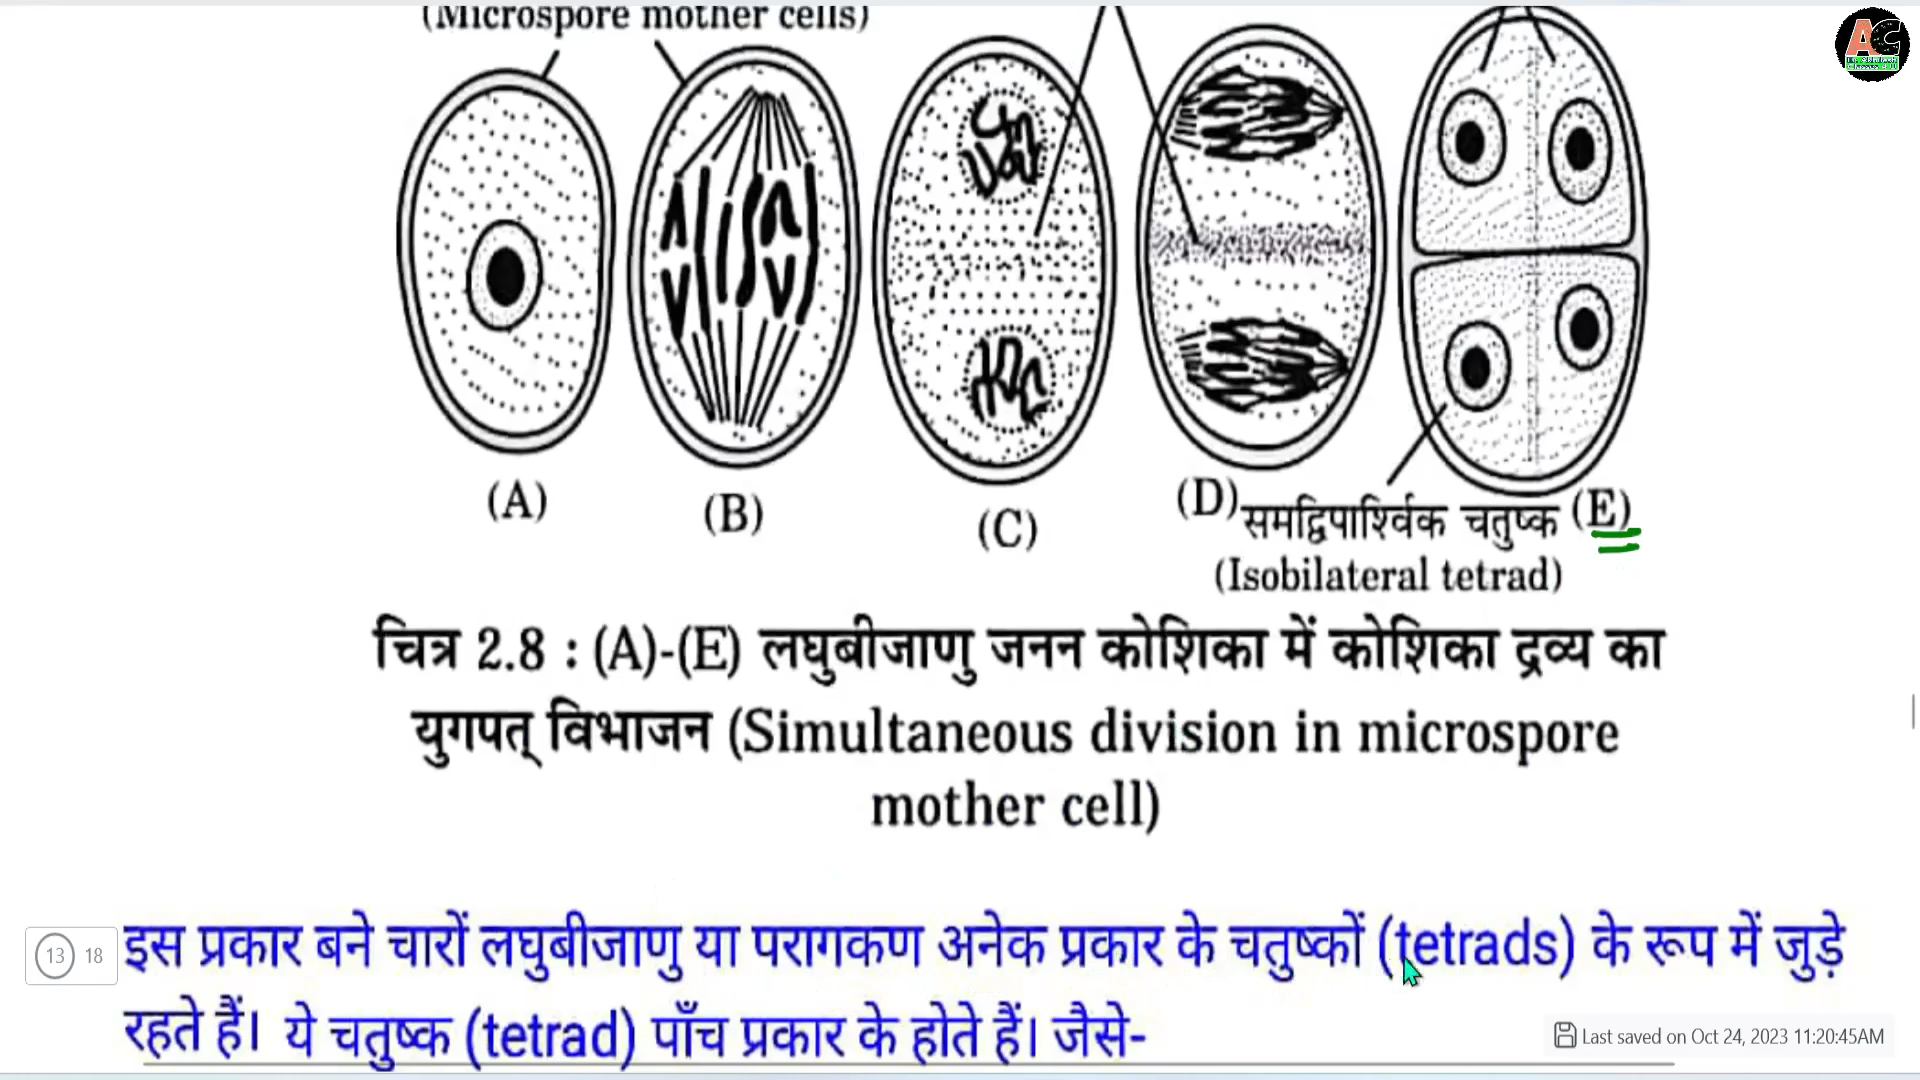 (Microspore mother cells)
AC
(A)
(B)
(C)
(D)
समद्विपार्श्विक चतुष्क (E)
(Isobilateral tetrad)
चित्र 2.8 : (A)-(E) लघुबीजाणु जनन कोशिका में कोशिका द्रव्य का
युगपत् विभाजन (Simultaneous division in microspore
mother cell)
13 18
इस प्रकार बने चारों लघुबीजाणु या परागकण अनेक प्रकार के चतुष्कों (tetrads) के रूप में जुड़े
रहते हैं। ये चतुष्क (tetrad) पाँच प्रकार के होते हैं। जैसे-
Last saved on Oct 24, 2023 11:20:45AM